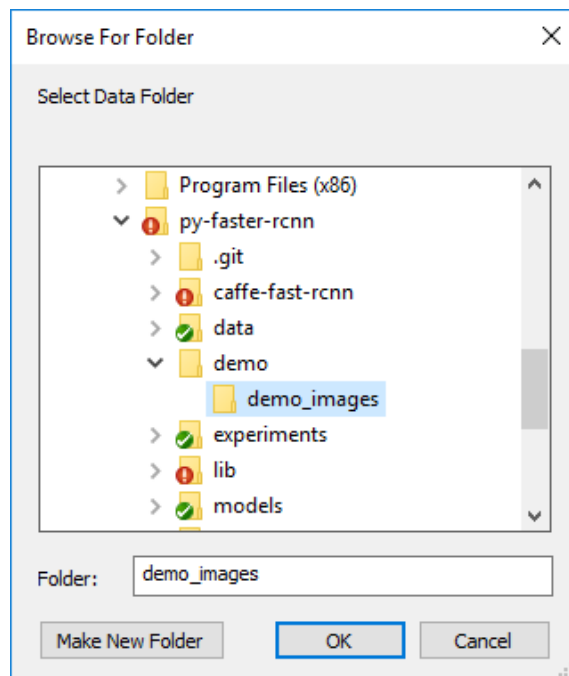 Browse For Folder
Select Data Folder
Program Files (x86)
py-faster-rcnn
.git
caffe-fast-rcnn
data
demo
demo_images
experiments
lib
models
Folder: demo_images
Make New Folder OK Cancel